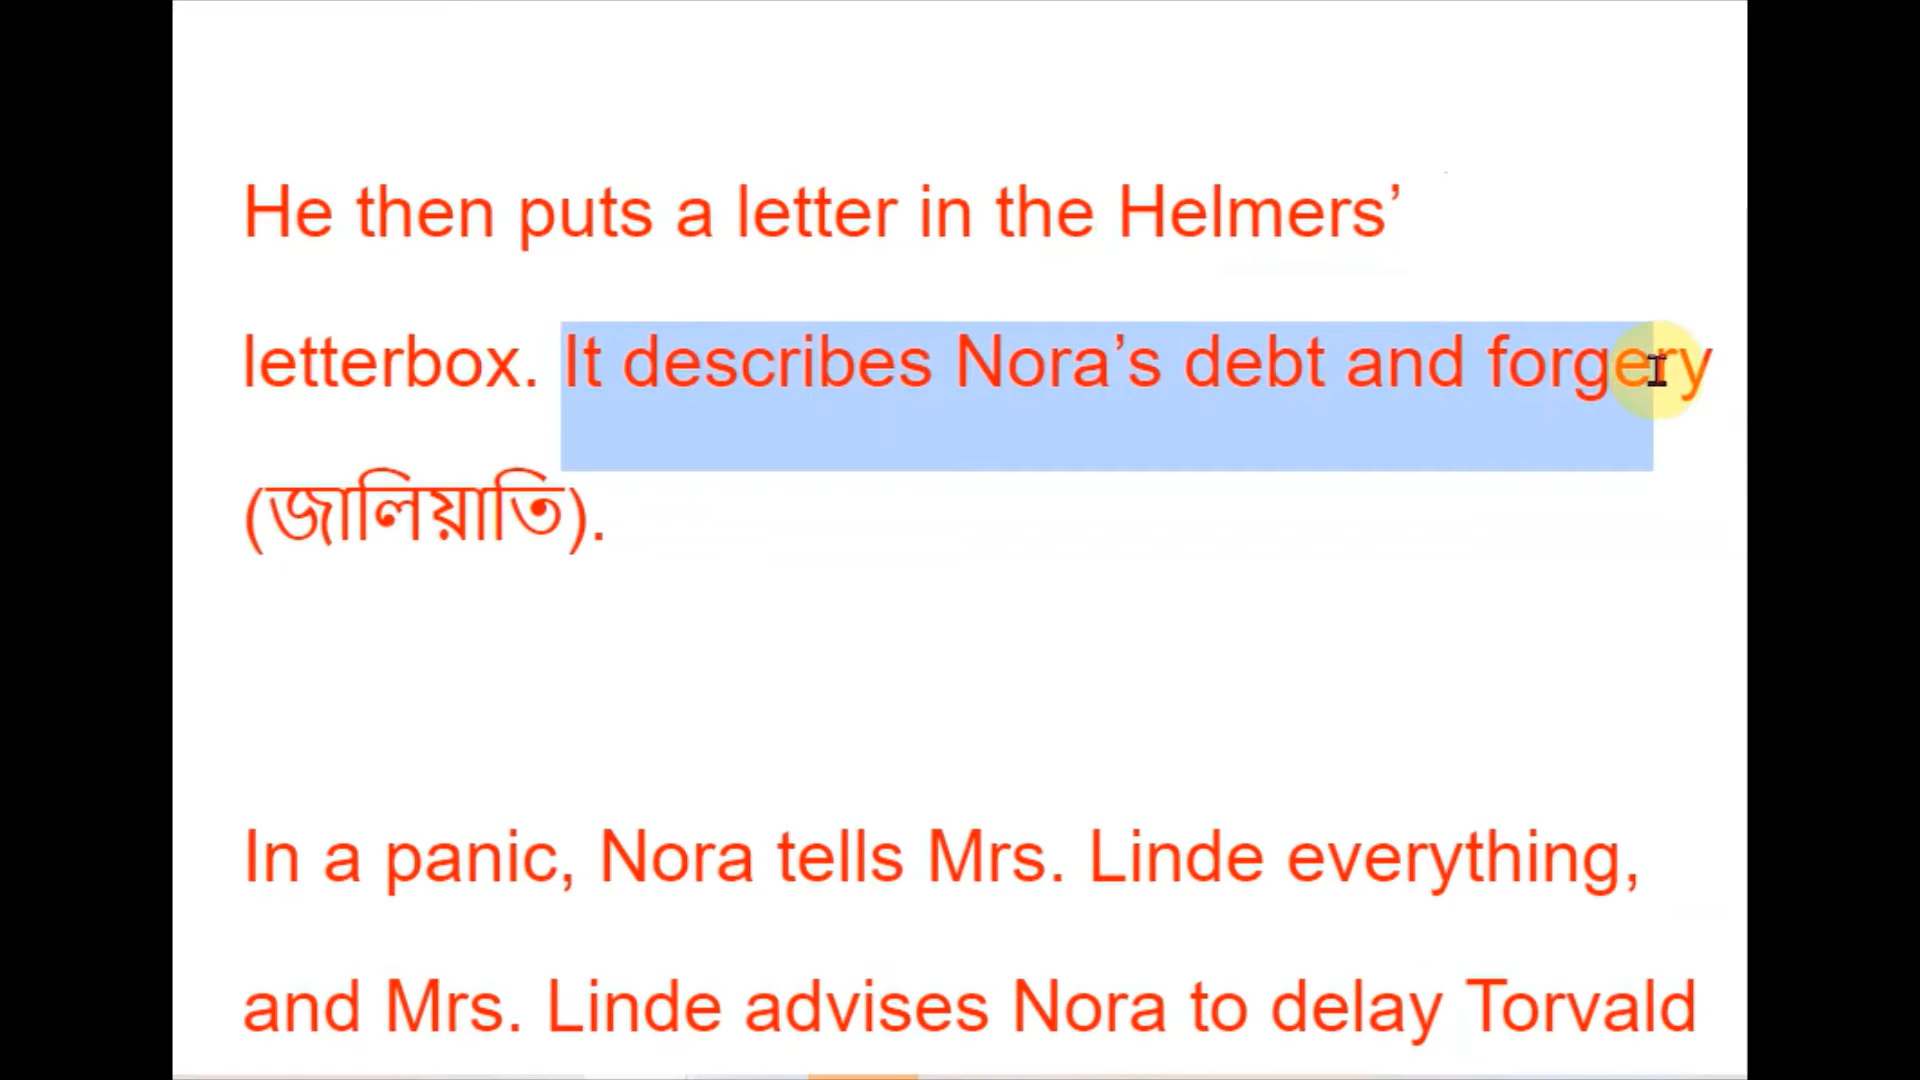 He then puts a letter in the Helmers’
letterbox. It describes Nora’s debt and forgery
(জালিয়াতি).
In a panic, Nora tells Mrs. Linde everything,
and Mrs. Linde advises Nora to delay Torvald